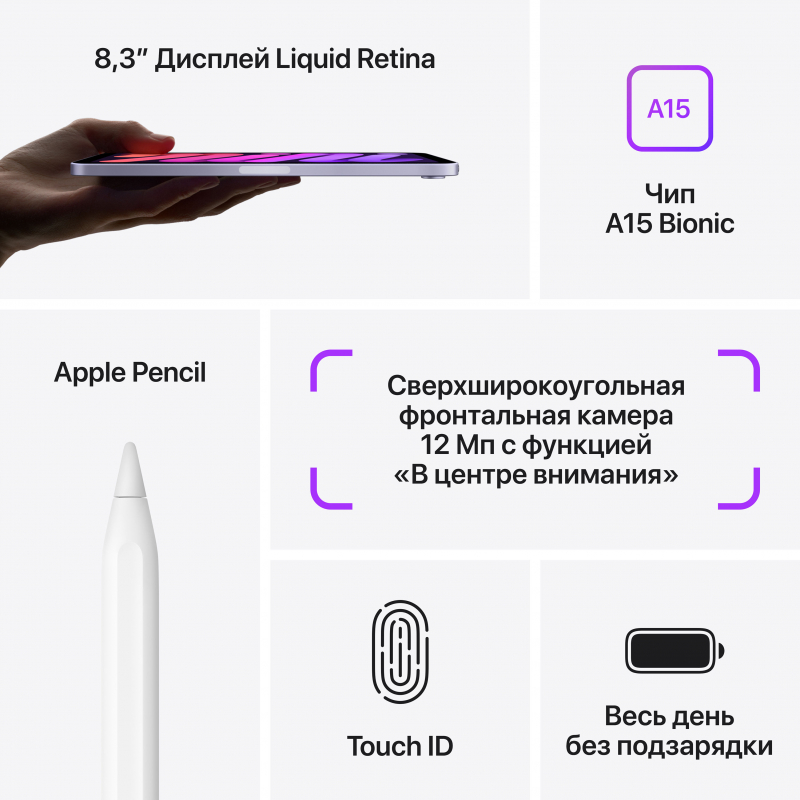 8,3″ Дисплей Liquid Retina
A15
Чип
A15 Bionic
Apple Pencil
Сверхширокоугольная
фронтальная камера
12 Мп с функцией
«В центре внимания»
Touch ID
Весь день
без подзарядки